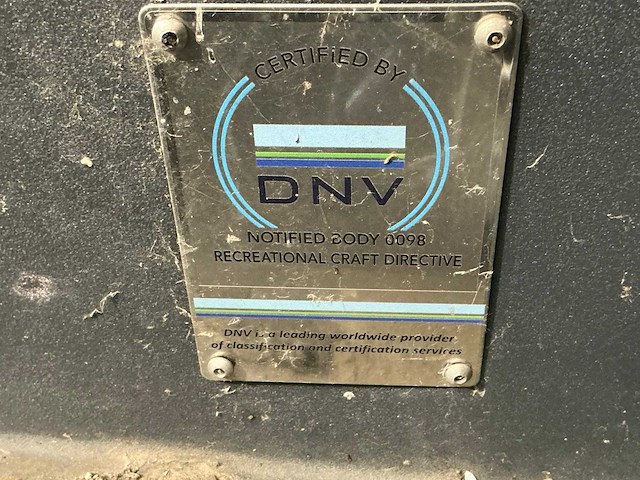 CERTIFIED BY
DNV
NOTIFIED BODY 0098
RECREATIONAL CRAFT DIRECTIVE
DNV is a leading worldwide provider
of classification and certification services